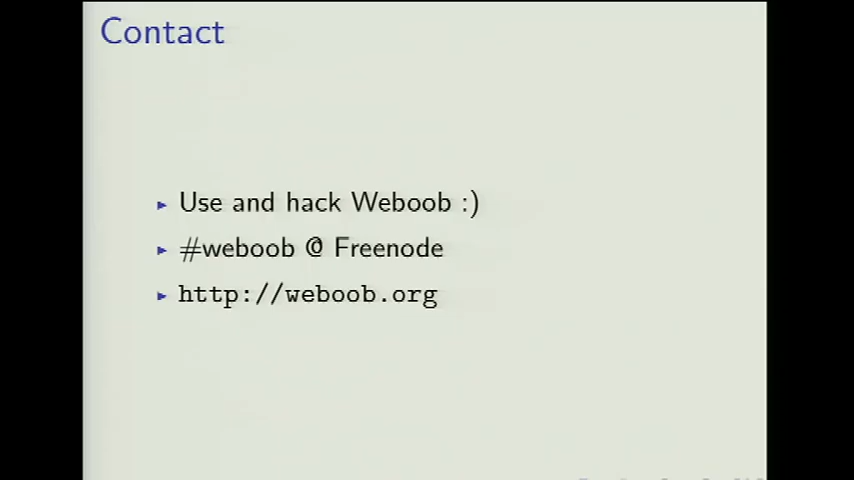 Contact
Use and hack Weboob :)
#weboob @ Freenode
http://weboob.org